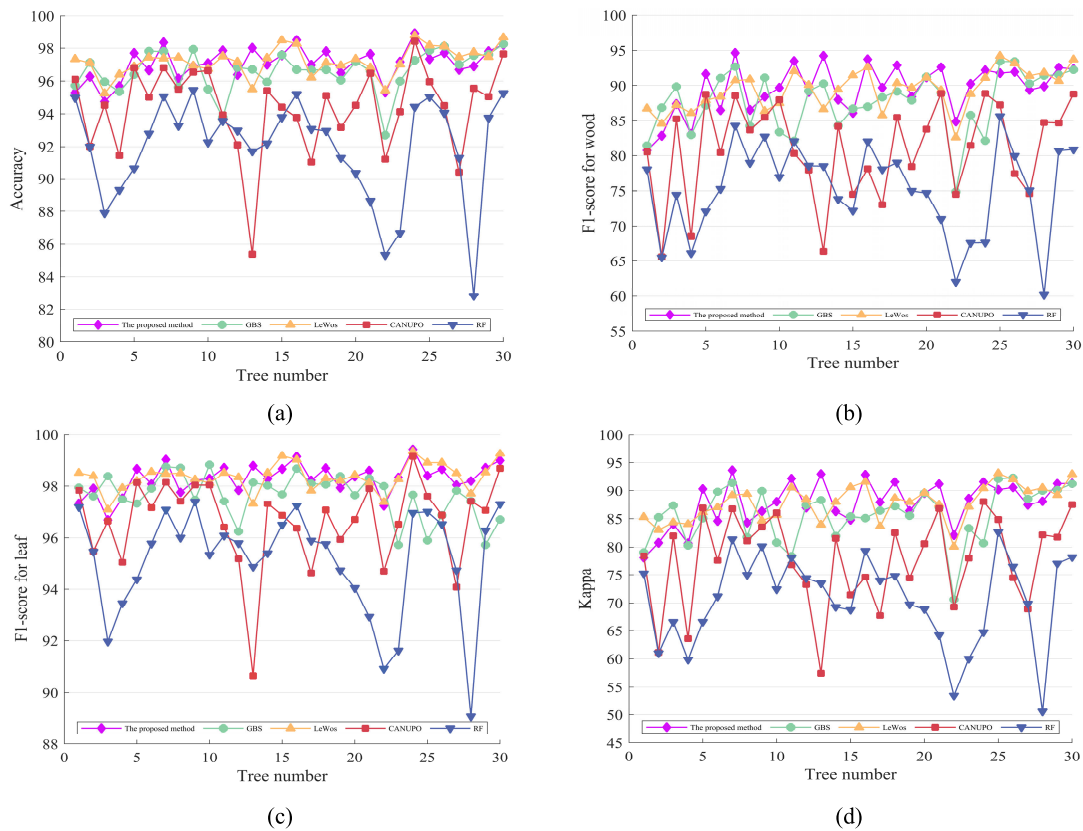 100
98
96
94
92
90
88
86
84
82
80
Accuracy
The proposed method GBS LeWos CANUPO RF
0 5 10 15 20 25 30
Tree number
(a)
100
95
90
85
80
75
70
65
60
55
F1-score for wood
The proposed method GBS LeWos CANUPO RF
0 5 10 15 20 25 30
Tree number
(b)
100
98
96
94
92
90
88
F1-score for leaf
The proposed method GBS LeWos CANUPO RF
0 5 10 15 20 25 30
Tree number
(c)
100
95
90
85
80
75
70
65
60
55
50
45
Kappa
The proposed method GBS LeWos CANUPO RF
0 5 10 15 20 25 30
Tree number
(d)